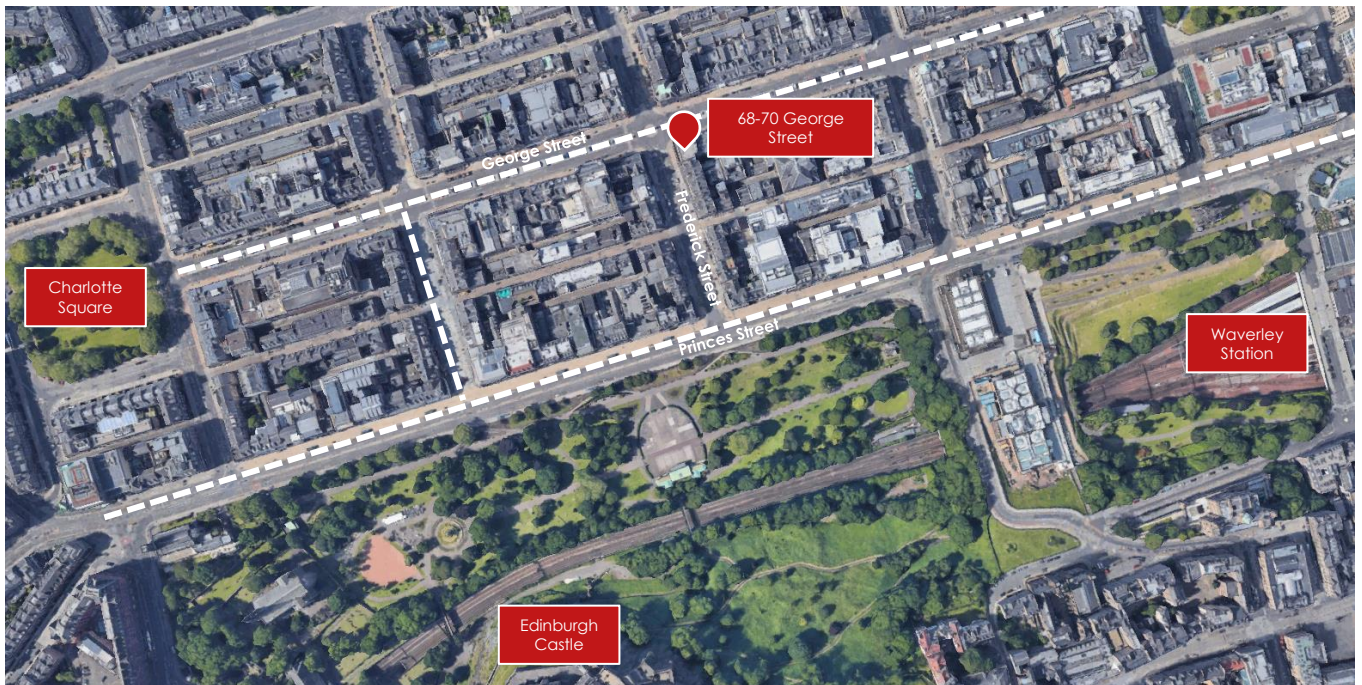 68-70 George
Street
George Street
Frederick Street
Charlotte
Square
Princes Street
Waverley
Station
Edinburgh
Castle